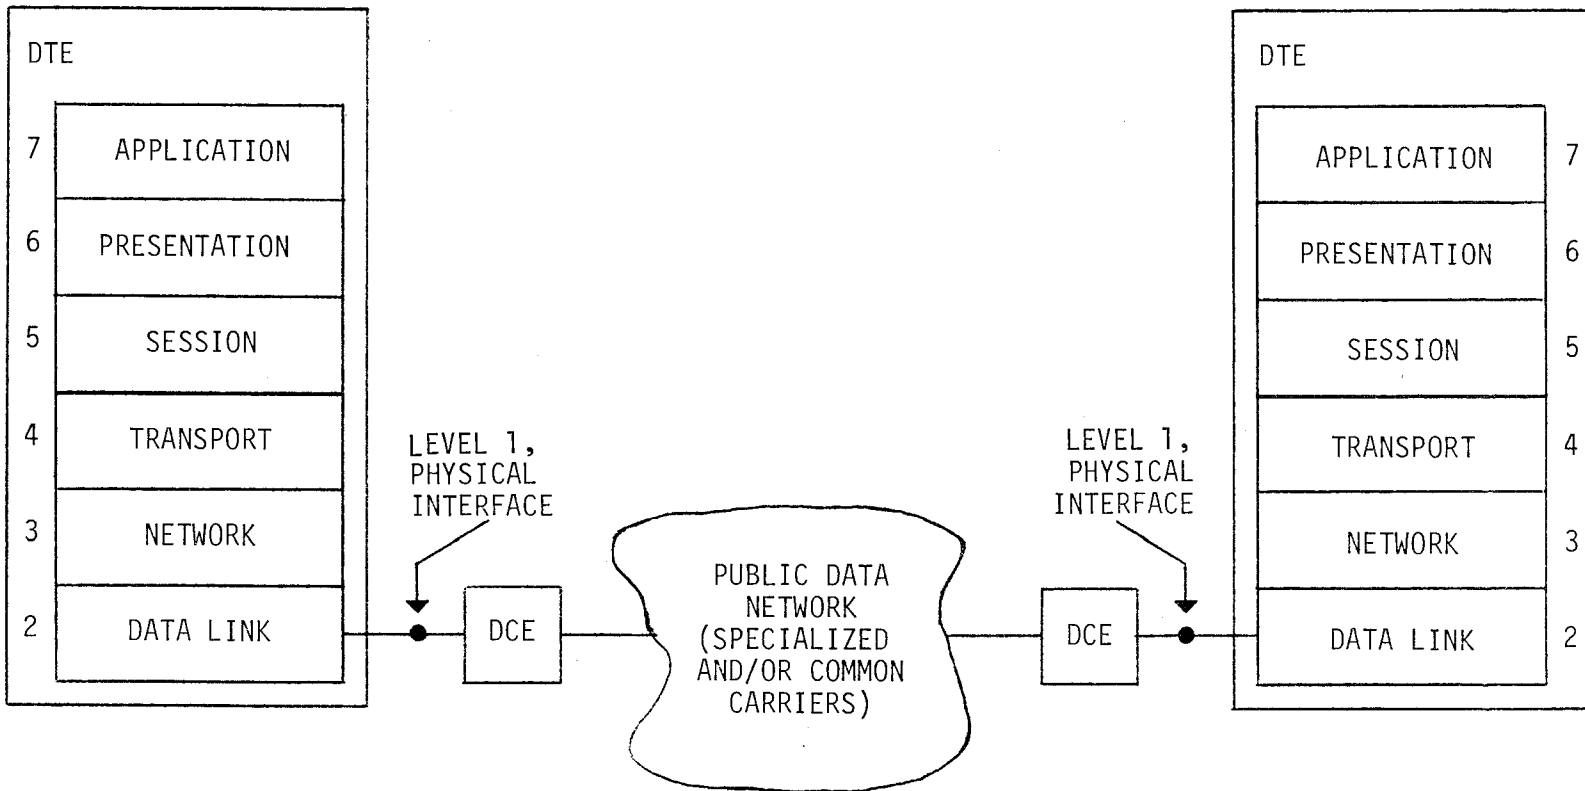 DTE
7 APPLICATION
6 PRESENTATION
5 SESSION
4 TRANSPORT
3 NETWORK
2 DATA LINK
LEVEL 1,
PHYSICAL
INTERFACE
DCE
PUBLIC DATA
NETWORK
(SPECIALIZED
AND/OR COMMON
CARRIERS)
DCE
LEVEL 1,
PHYSICAL
INTERFACE
DTE
APPLICATION 7
PRESENTATION 6
SESSION 5
TRANSPORT 4
NETWORK 3
DATA LINK 2